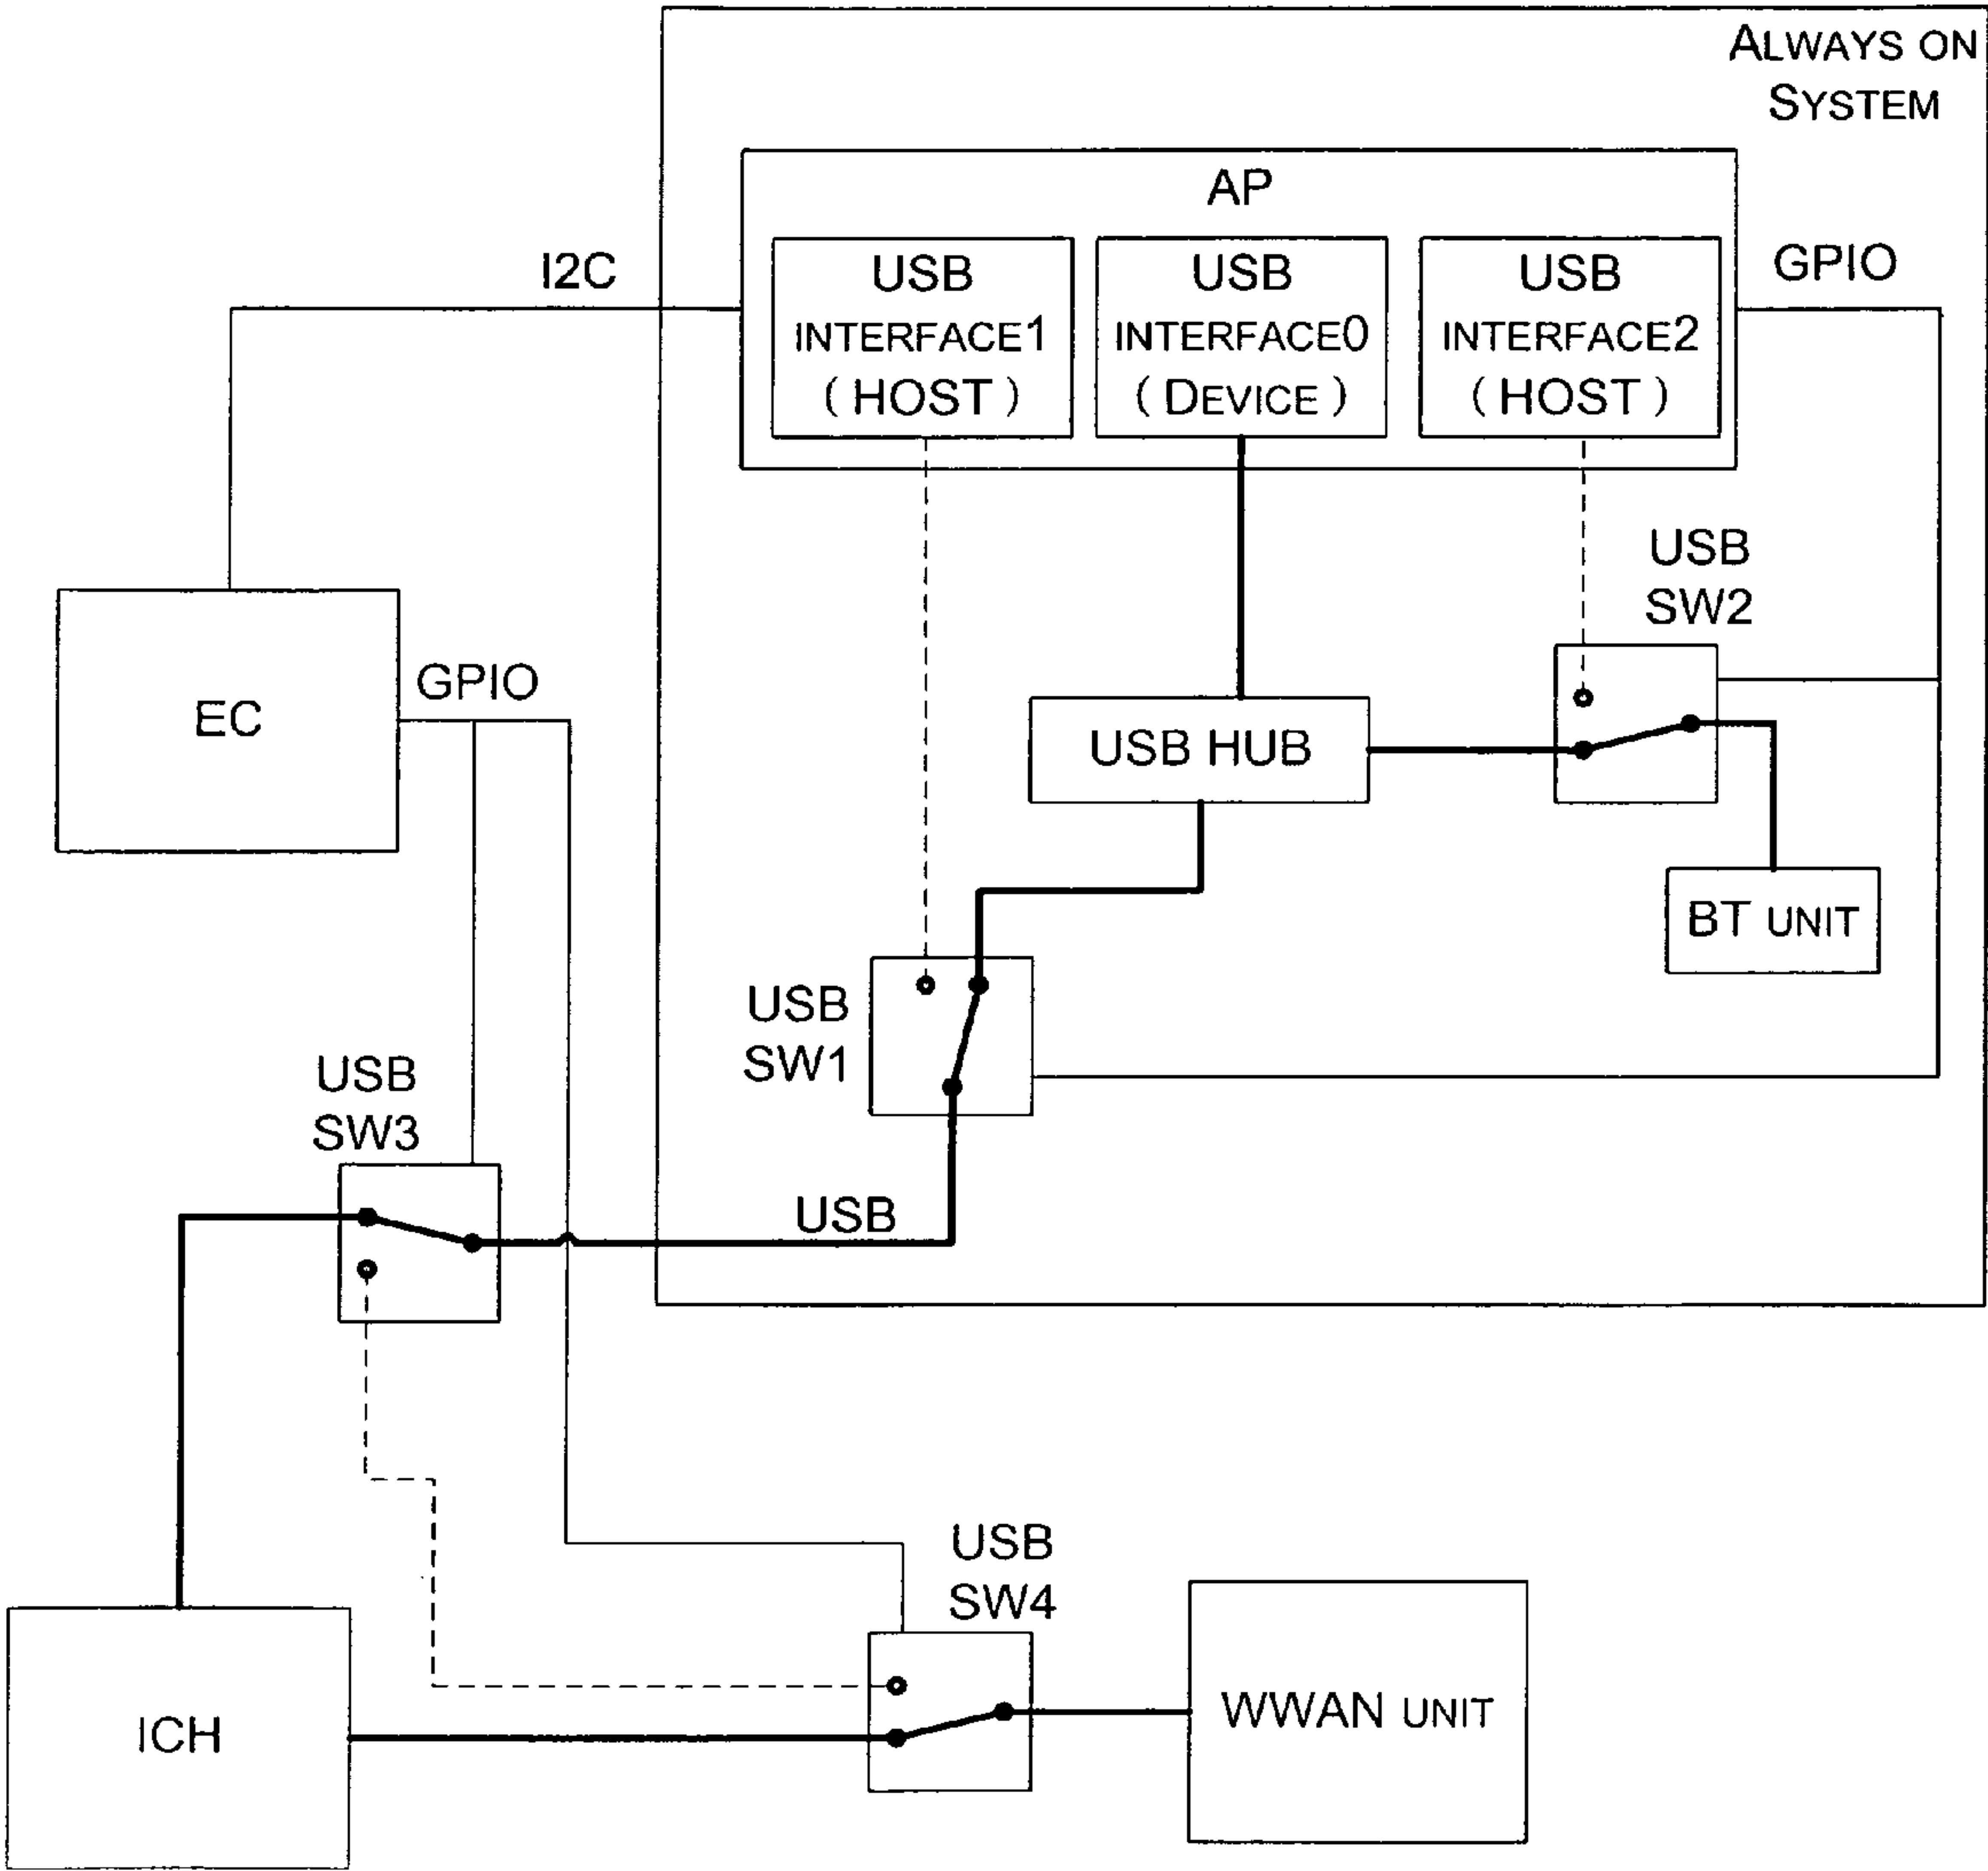 ALWAYS ON
SYSTEM
AP
I2C
USB
INTERFACE1
( HOST )
USB
INTERFACE0
( DEVICE )
USB
INTERFACE2
( HOST )
GPIO
USB
SW2
EC
GPIO
USB HUB
BT UNIT
USB
SW1
USB
SW3
USB
USB
SW4
ICH
WWAN UNIT